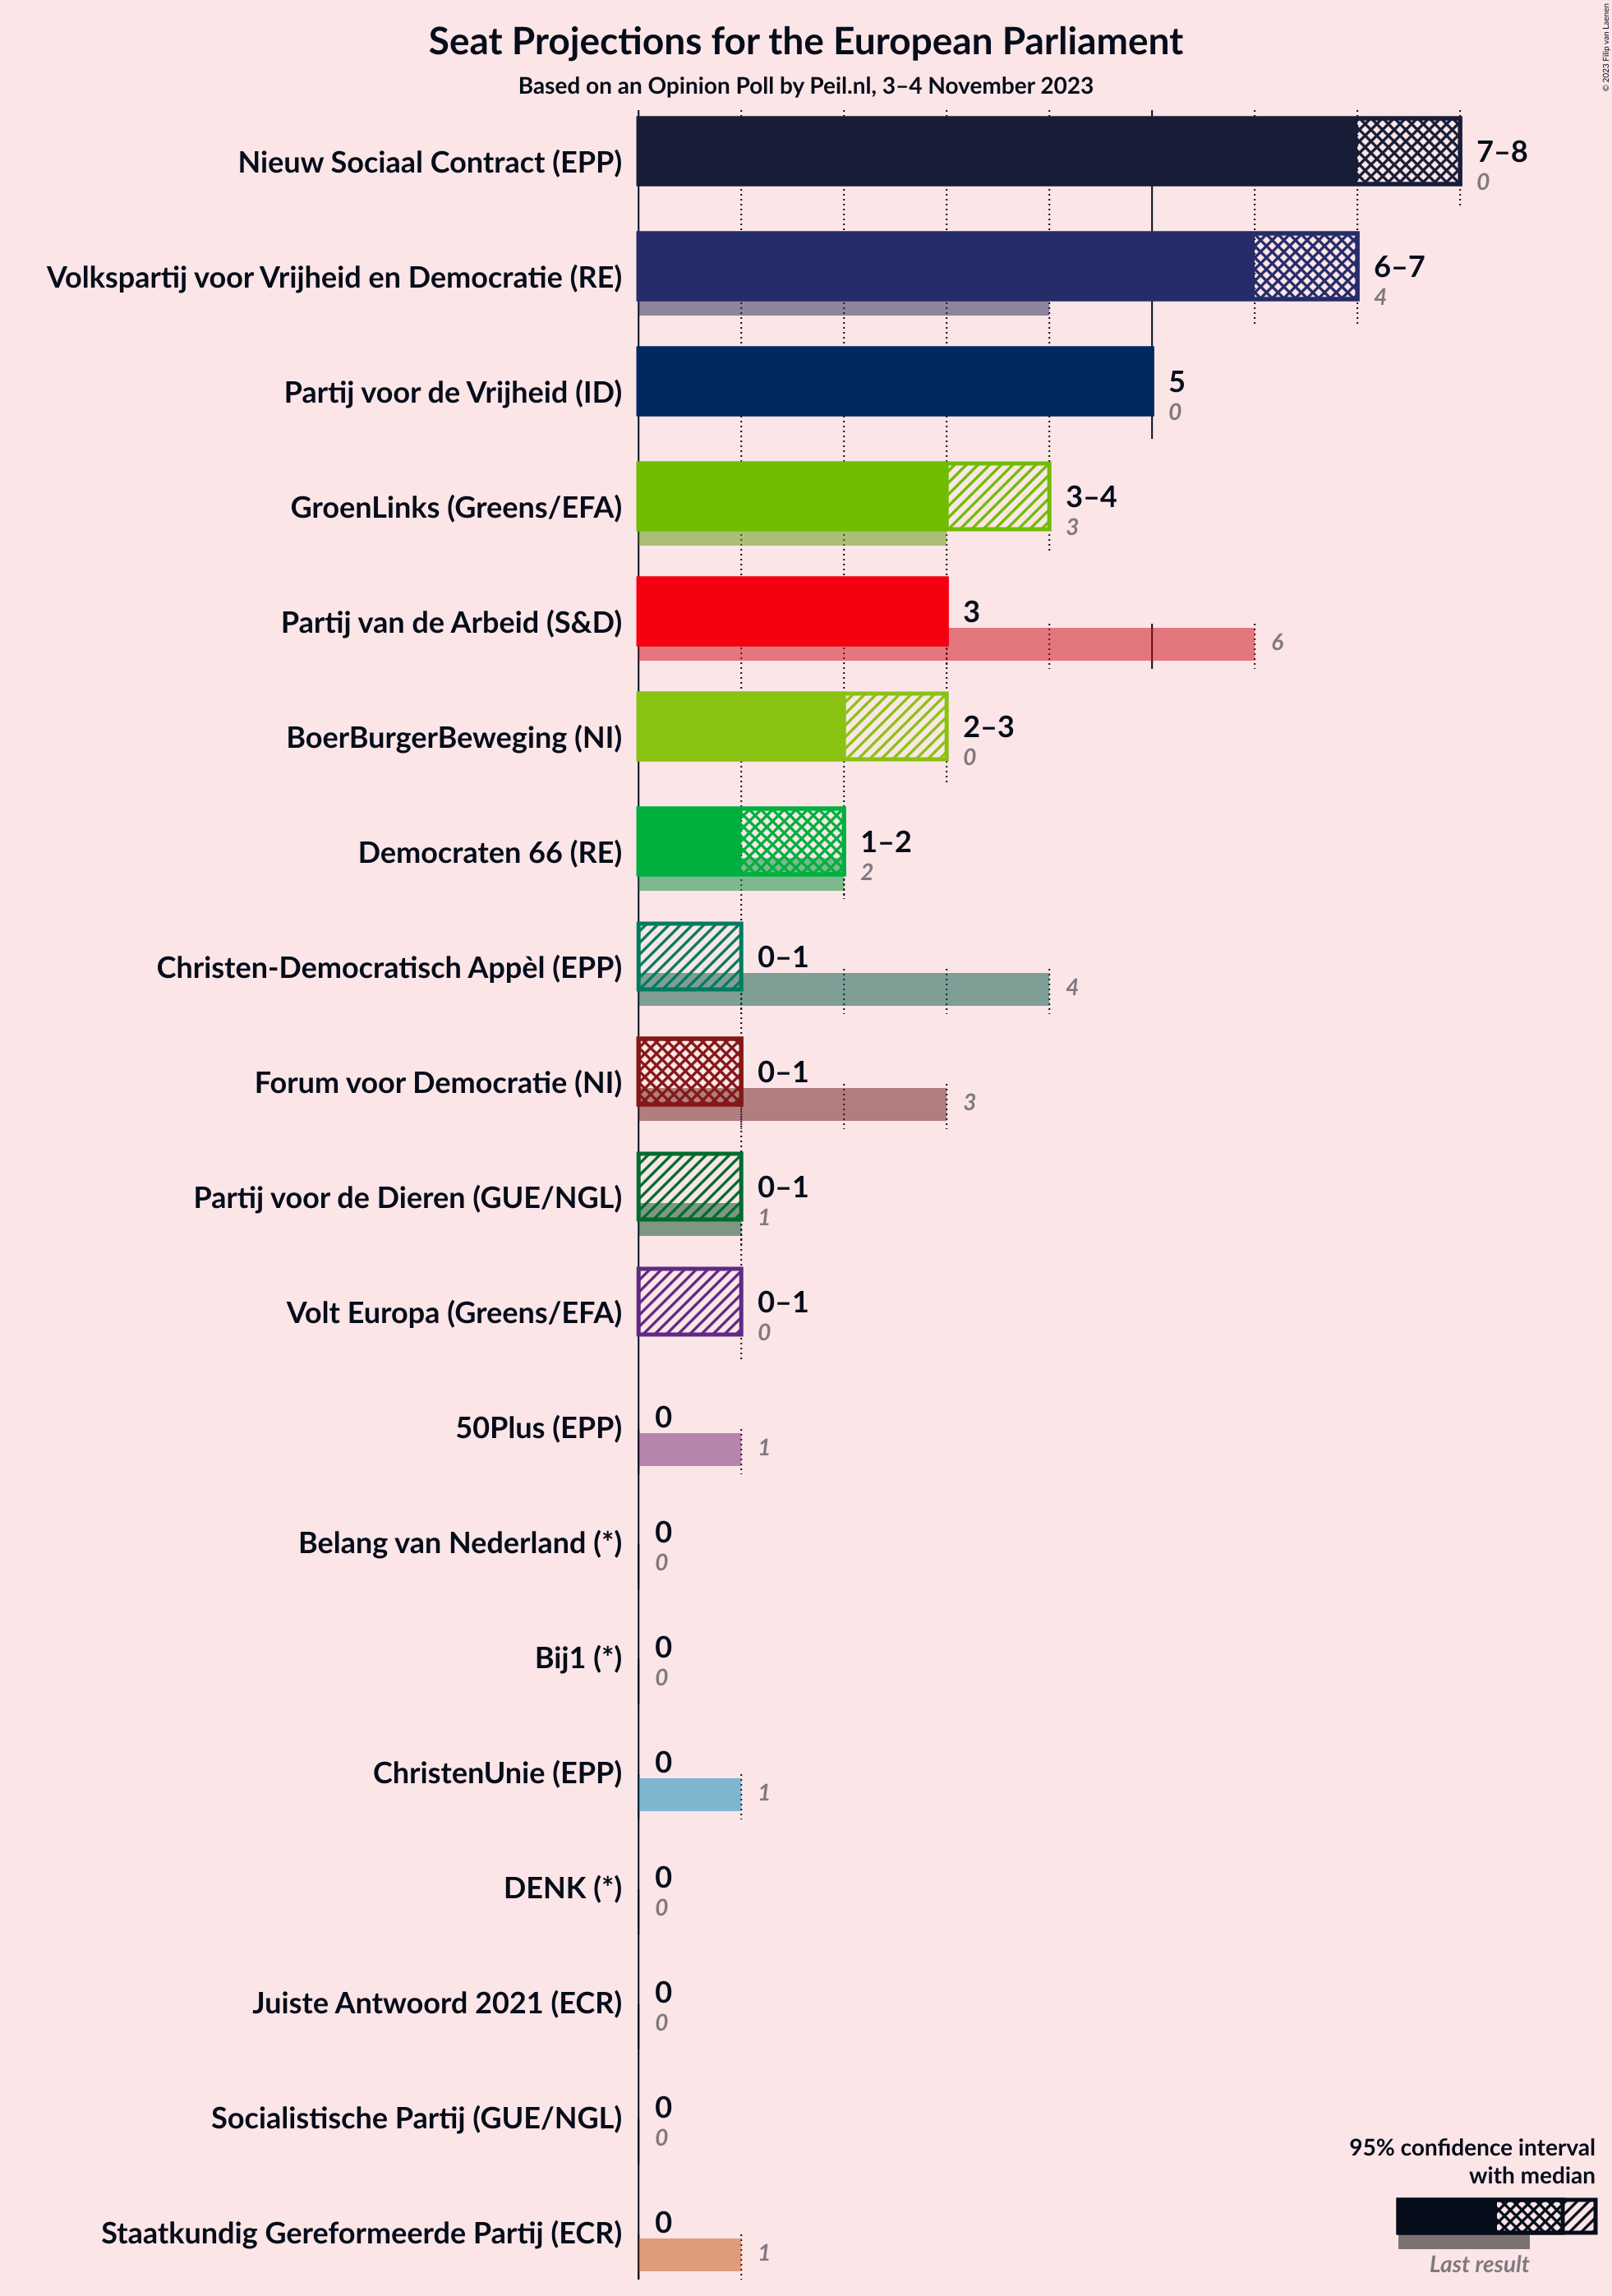 Seat Projections for the European Parliament
Based on an Opinion Poll by Peil.nl, 3–4 November 2023
© 2023 Filip van Laenen
Nieuw Sociaal Contract (EPP)
7–8
0
Volkspartij voor Vrijheid en Democratie (RE)
6–7
4
Partij voor de Vrijheid (ID)
5
0
GroenLinks (Greens/EFA)
3–4
3
Partij van de Arbeid (S&D)
3
6
BoerBurgerBeweging (NI)
2–3
0
Democraten 66 (RE)
1–2
2
Christen-Democratisch Appèl (EPP)
0–1
4
Forum voor Democratie (NI)
0–1
3
Partij voor de Dieren (GUE/NGL)
0–1
1
Volt Europa (Greens/EFA)
0–1
0
50Plus (EPP)
0
1
Belang van Nederland (*)
0
0
Bij1 (*)
0
0
ChristenUnie (EPP)
0
1
DENK (*)
0
0
Juiste Antwoord 2021 (ECR)
0
0
Socialistische Partij (GUE/NGL)
0
0
Staatkundig Gereformeerde Partij (ECR)
0
1
95% confidence interval
with median
Last result